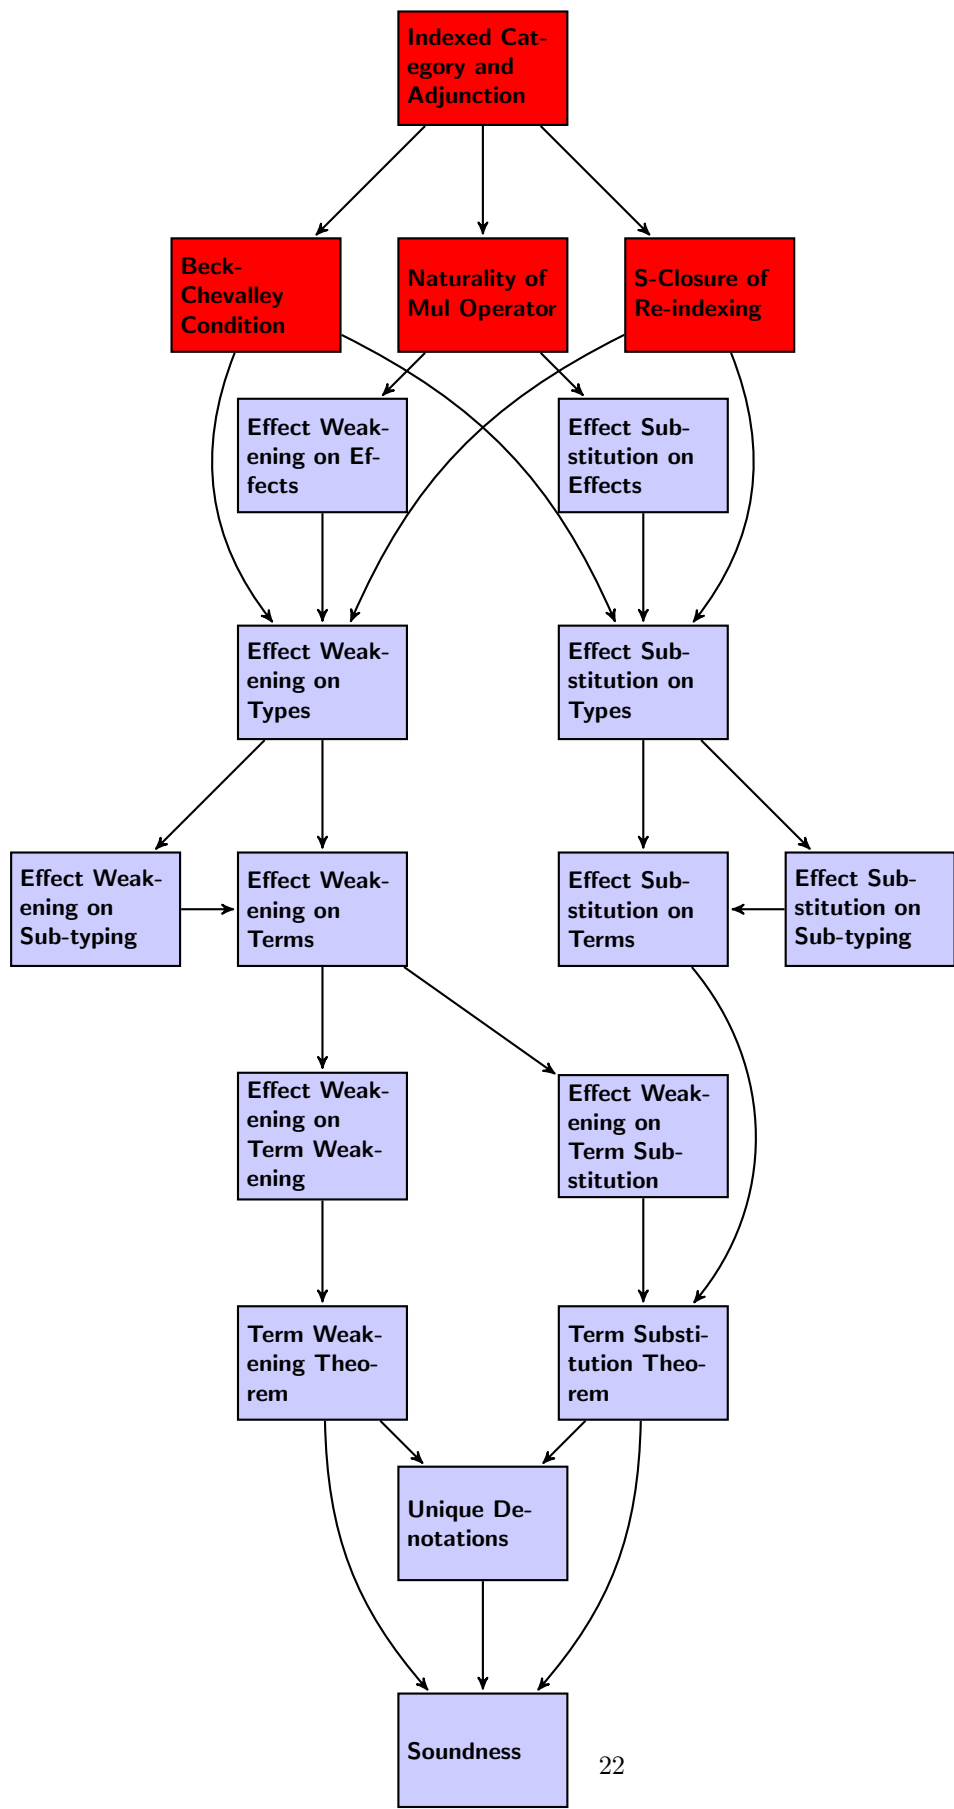 Indexed Cat-
egory and
Adjunction
Beck-
Chevalley
Condition
Naturality of
Mul Operator
S-Closure of
Re-indexing
Effect Weak-
ening on Ef-
fects
Effect Sub-
stitution on
Effects
Effect Weak-
ening on
Types
Effect Sub-
stitution on
Types
Effect Weak-
ening on
Sub-typing
Effect Weak-
ening on
Terms
Effect Sub-
stitution on
Terms
Effect Sub-
stitution on
Sub-typing
Effect Weak-
ening on
Term Weak-
ening
Effect Weak-
ening on
Term Sub-
stitution
Term Weak-
ening Theo-
rem
Term Substi-
tution Theo-
rem
Unique De-
notations
Soundness
22